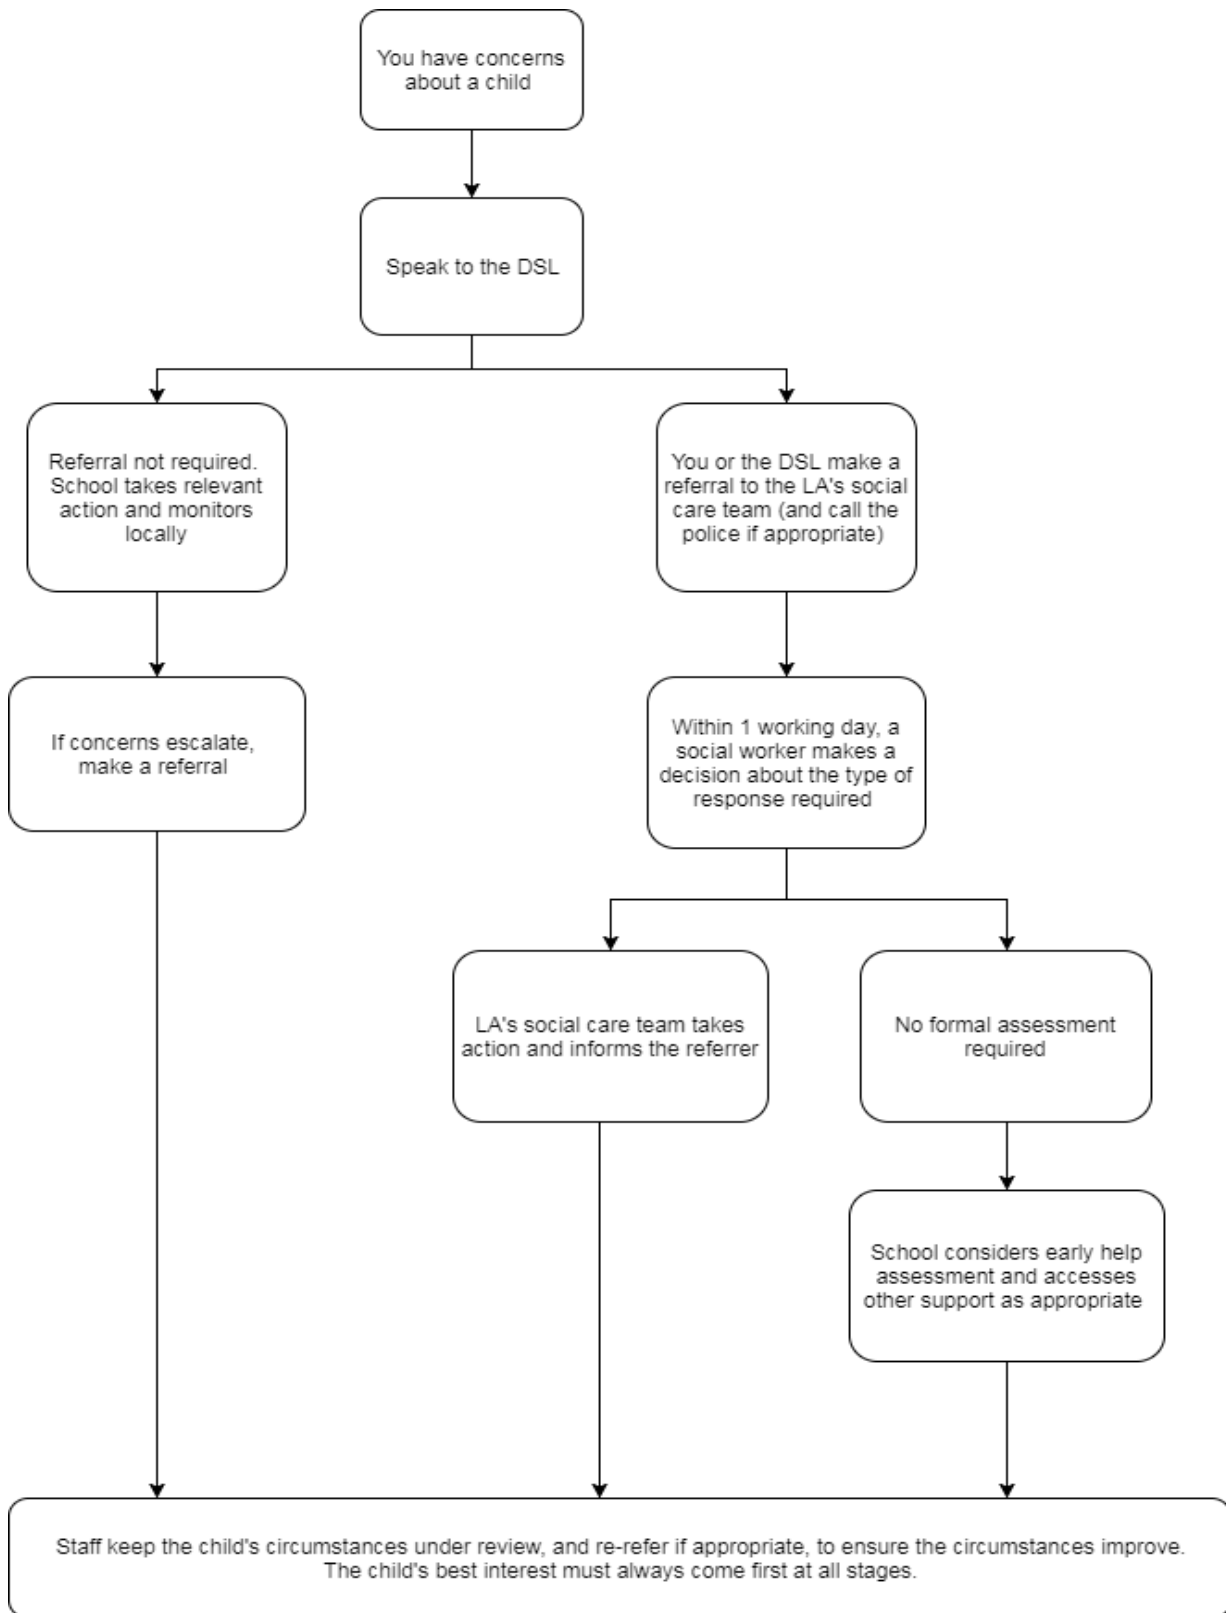 You have concerns
about a child
Speak to the DSL
Referral not required.
School takes relevant
action and monitors
locally
You or the DSL make a
referral to the LA's social
care team (and call the
police if appropriate)
If concerns escalate,
make a referral
Within 1 working day, a
social worker makes a
decision about the type of
response required
LA's social care team takes
action and informs the referrer
No formal assessment
required
School considers early help
assessment and accesses
other support as appropriate
Staff keep the child's circumstances under review, and re-refer if appropriate, to ensure the circumstances improve.
The child's best interest must always come first at all stages.